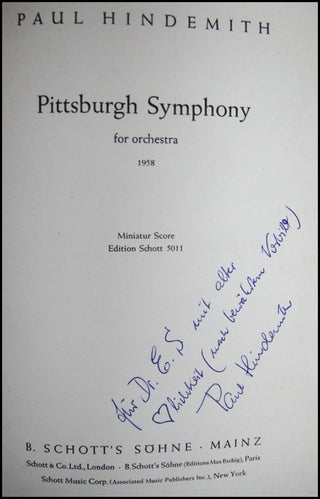 PAUL HINDEMITH
Pittsburgh Symphony
for orchestra
1958
Miniatur Score
Edition Schott 5011
für Dr. E. S mit alter
♡lichkeit (nach bewährtem Vorbild)
Paul Hindemith
B. SCHOTT'S SÖHNE · MAINZ
Schott & Co. Ltd., London · B. Schott's Söhne (Editions Max Eschig), Paris
Schott Music Corp. (Associated Music Publishers Inc.), New York